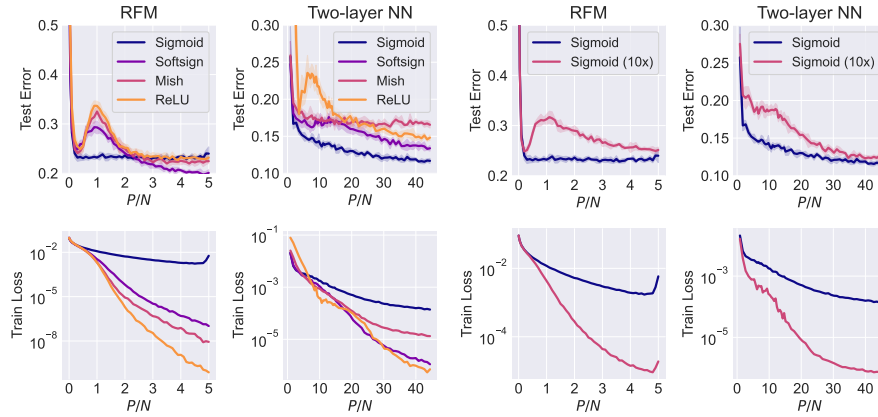 RFM
Two-layer NN
RFM
Two-layer NN
Test Error
0.5
0.4
0.3
0.2
0 1 2 3 4 5
P/N
Sigmoid
Softsign
Mish
ReLU
Test Error
0.30
0.25
0.20
0.15
0.10
0 10 20 30 40
P/N
Sigmoid
Softsign
Mish
ReLU
Test Error
0.5
0.4
0.3
0.2
0 1 2 3 4 5
P/N
Sigmoid
Sigmoid (10x)
Test Error
0.30
0.25
0.20
0.15
0.10
0 10 20 30 40
P/N
Sigmoid
Sigmoid (10x)
Train Loss
10⁻²
10⁻⁵
10⁻⁸
0 1 2 3 4 5
P/N
Train Loss
10⁻¹
10⁻³
10⁻⁵
0 10 20 30 40
P/N
Train Loss
10⁻²
10⁻⁴
0 1 2 3 4 5
P/N
Train Loss
10⁻³
10⁻⁵
0 10 20 30 40
P/N